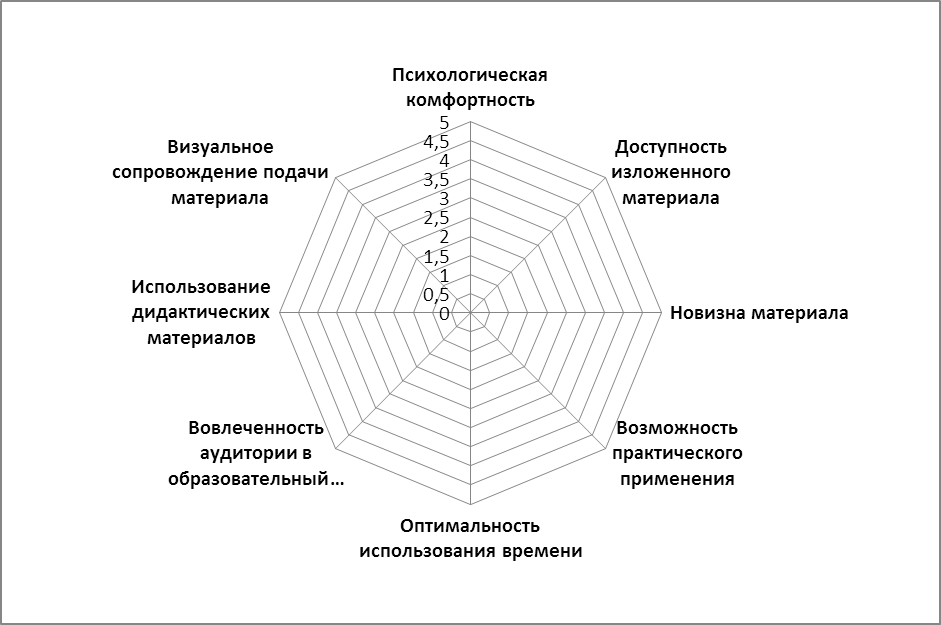 Психологическая
комфортность
Доступность
изложенного
материала
Новизна материала
Возможность
практического
применения
Оптимальность
использования времени
Вовлеченность
аудитории в
образовательный...
Использование
дидактических
материалов
Визуальное
сопровождение подачи
материала
5
4,5
4
3,5
3
2,5
2
1,5
1
0,5
0